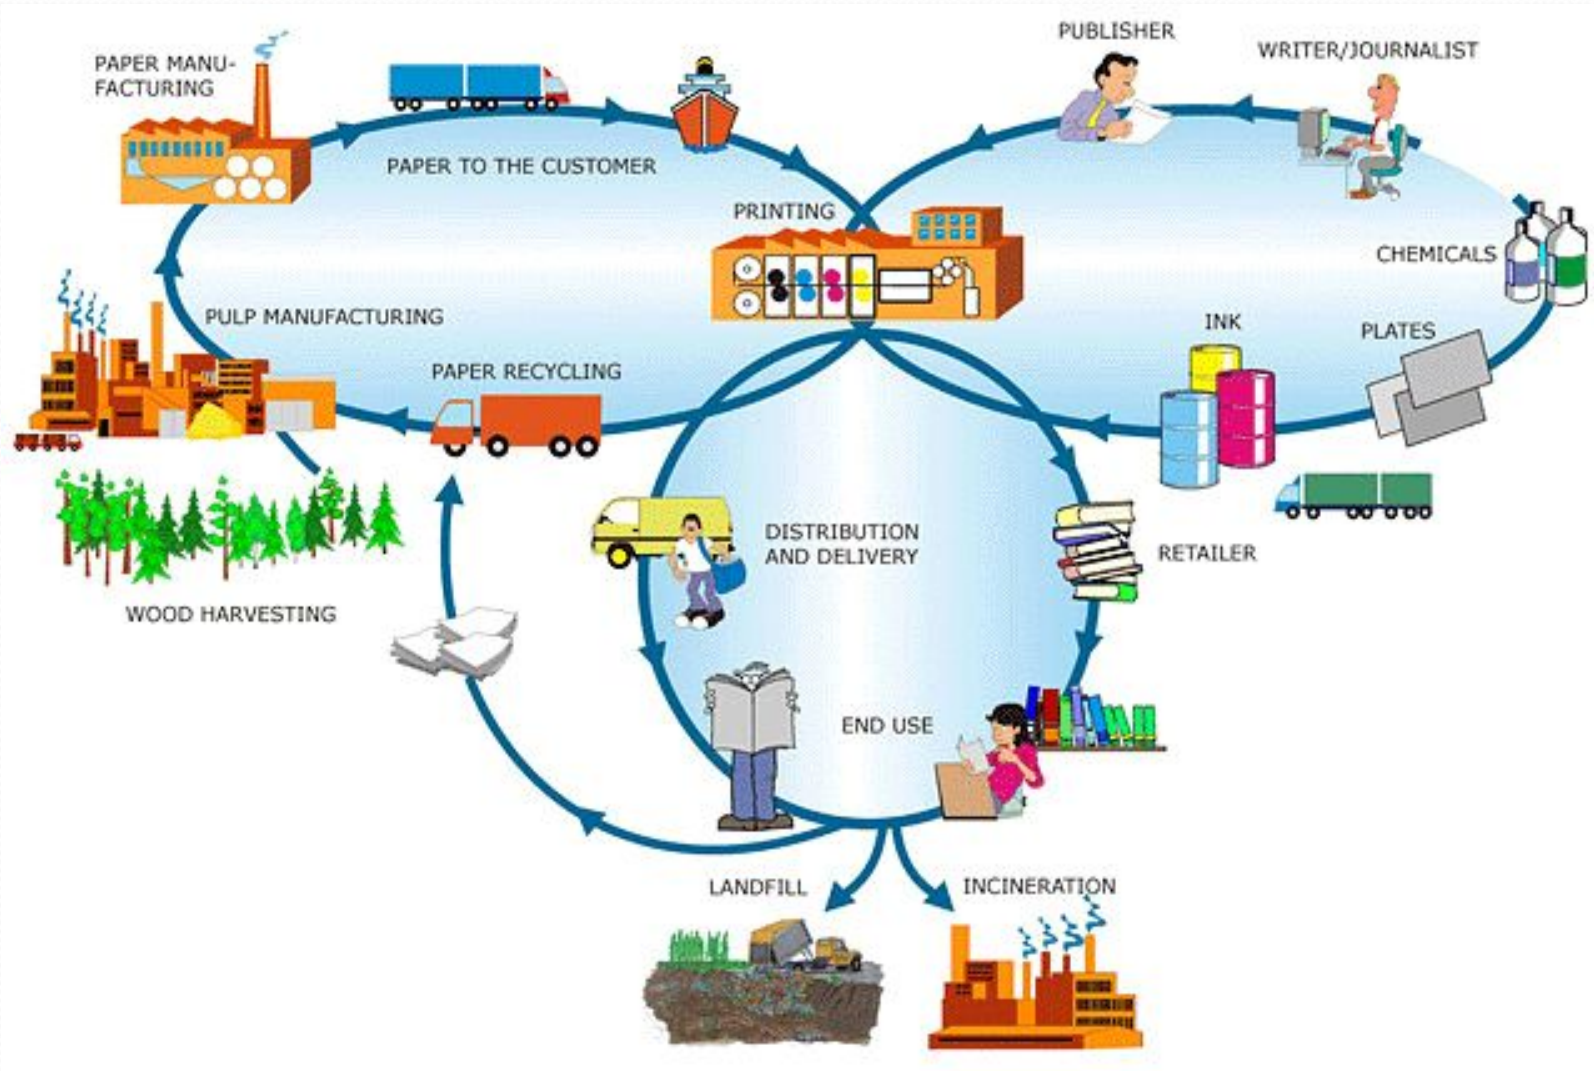 PUBLISHER
WRITER/JOURNALIST
PAPER MANU-
FACTURING
PAPER TO THE CUSTOMER
PRINTING
CHEMICALS
PULP MANUFACTURING
INK
PLATES
PAPER RECYCLING
DISTRIBUTION
AND DELIVERY
RETAILER
WOOD HARVESTING
END USE
LANDFILL
INCINERATION